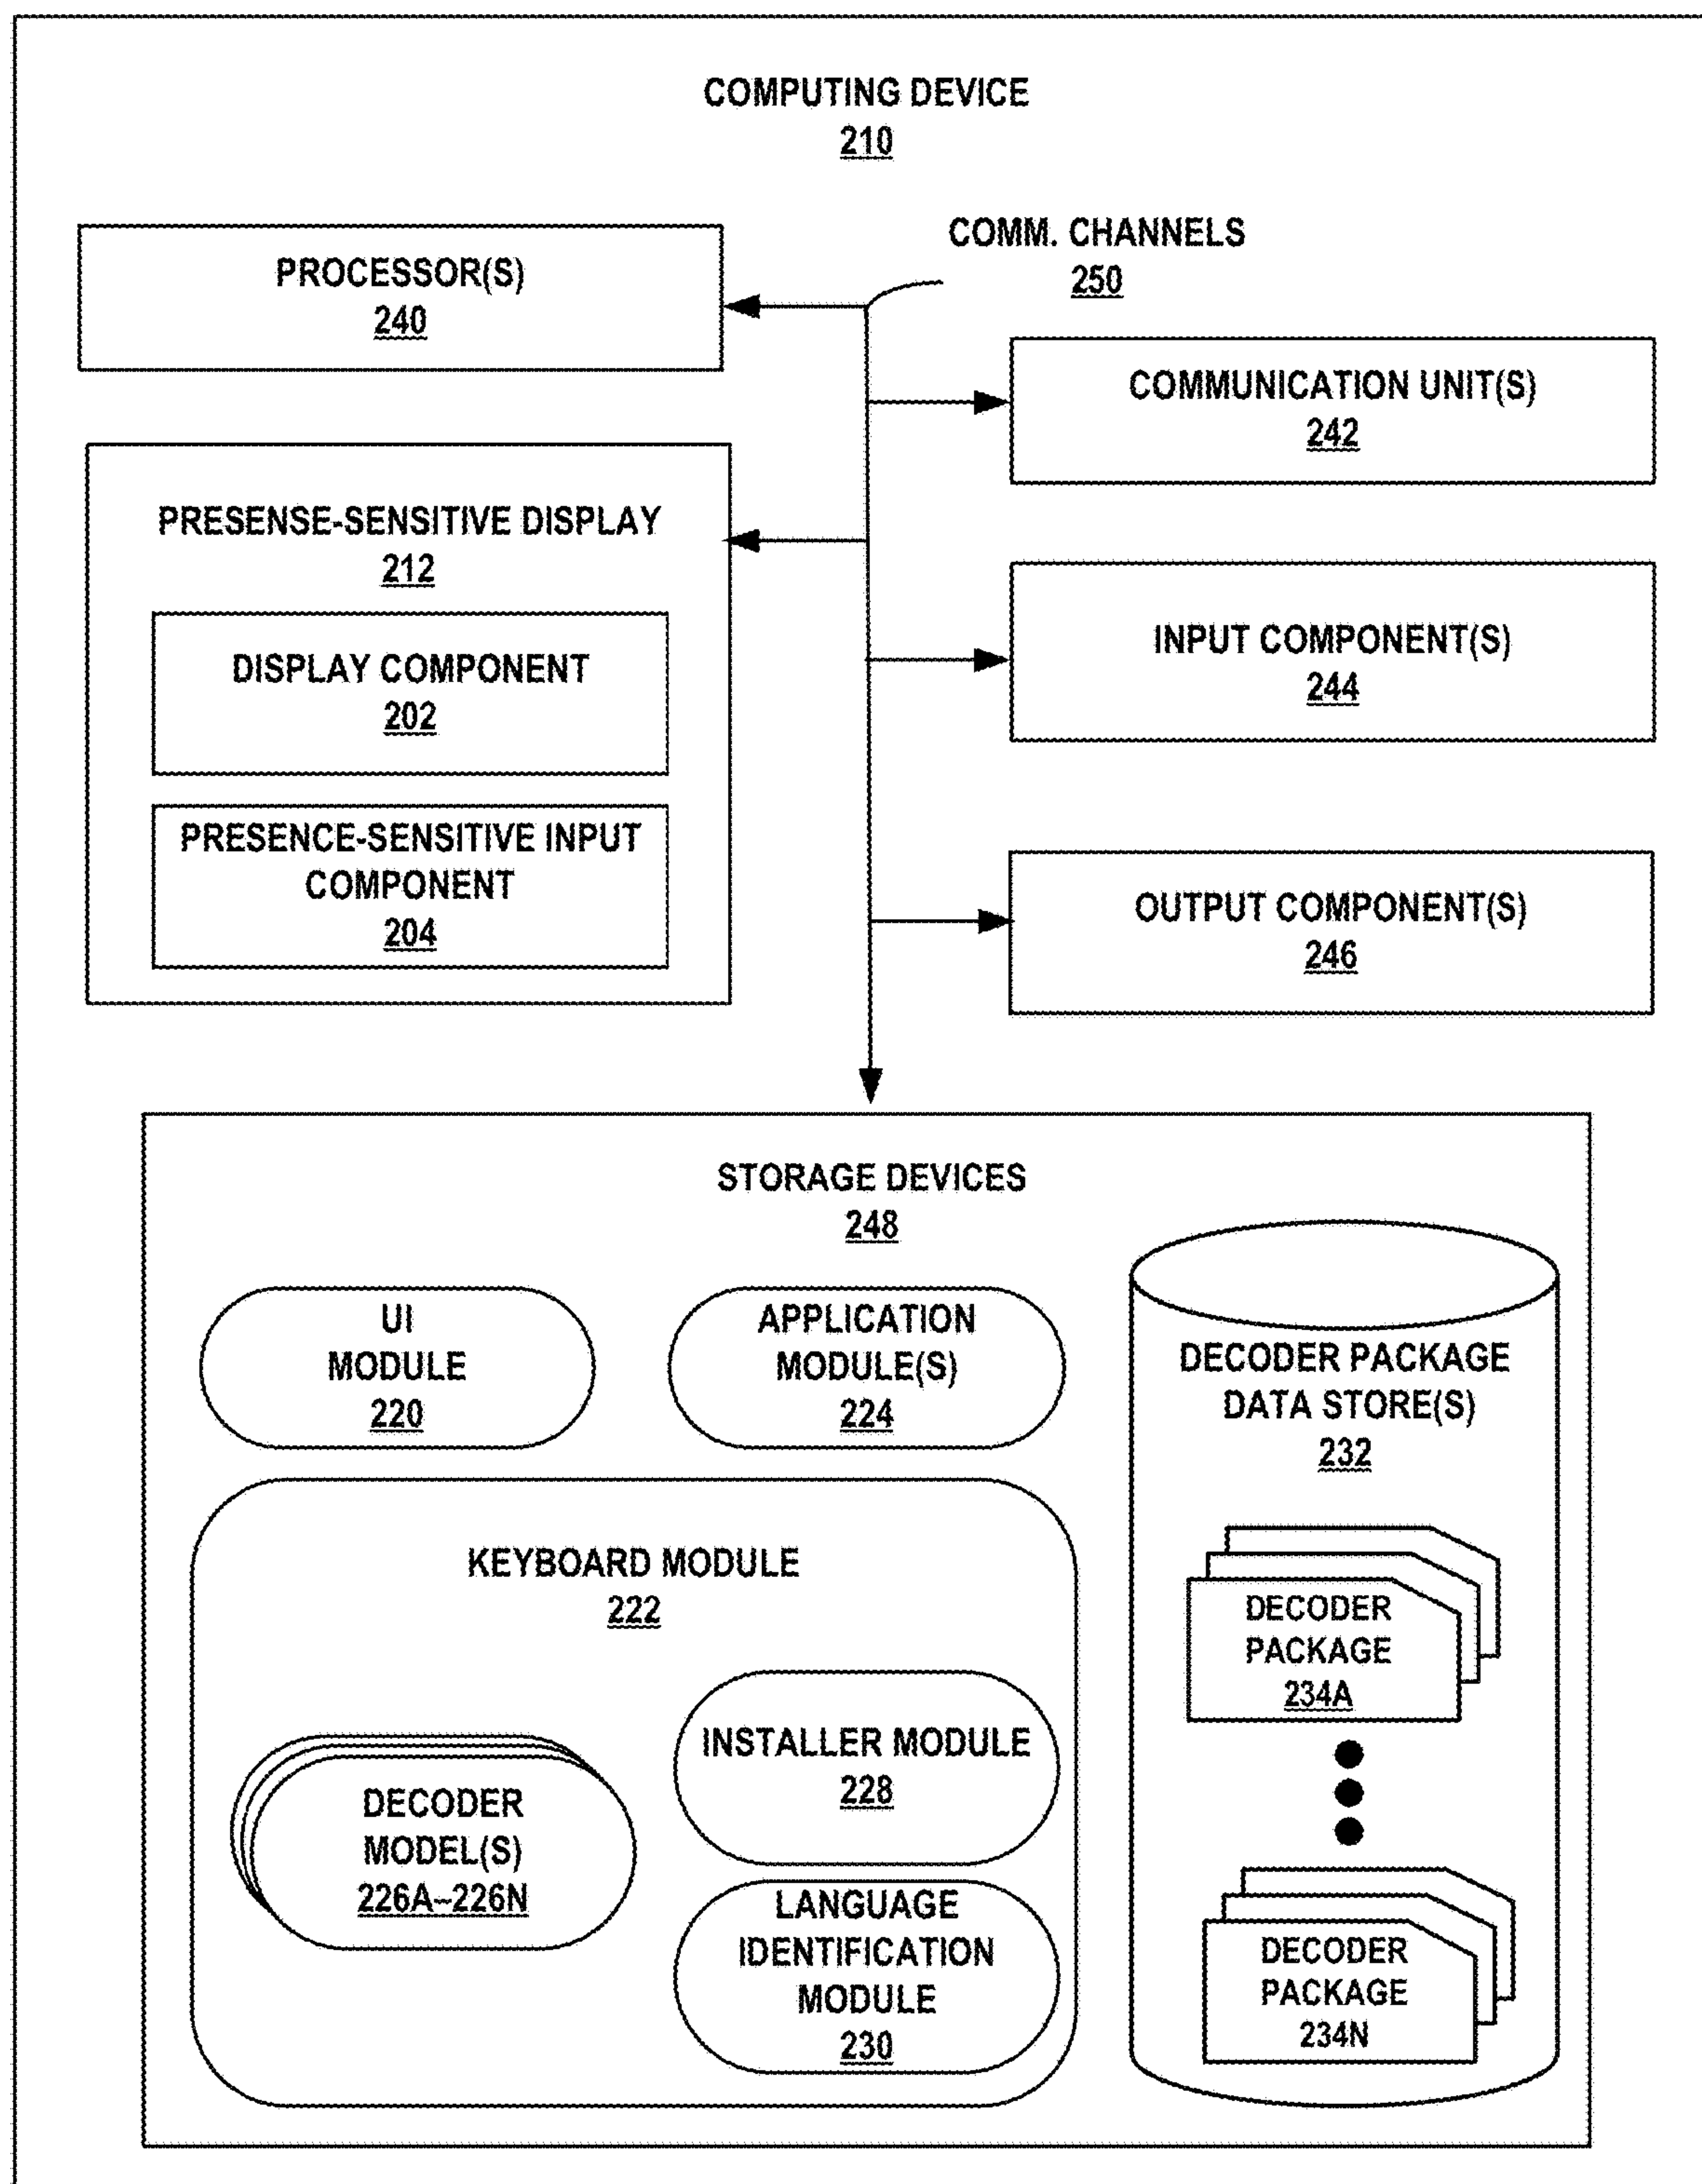 COMPUTING DEVICE
210
COMM. CHANNELS
250
PROCESSOR(S)
240
COMMUNICATION UNIT(S)
242
PRESENSE-SENSITIVE DISPLAY
212
DISPLAY COMPONENT
202
PRESENCE-SENSITIVE INPUT
COMPONENT
204
INPUT COMPONENT(S)
244
OUTPUT COMPONENT(S)
246
STORAGE DEVICES
248
UI
MODULE
220
APPLICATION
MODULE(S)
224
KEYBOARD MODULE
222
DECODER
MODEL(S)
226A–226N
INSTALLER MODULE
228
LANGUAGE
IDENTIFICATION
MODULE
230
DECODER PACKAGE
DATA STORE(S)
232
DECODER
PACKAGE
234A
DECODER
PACKAGE
234N